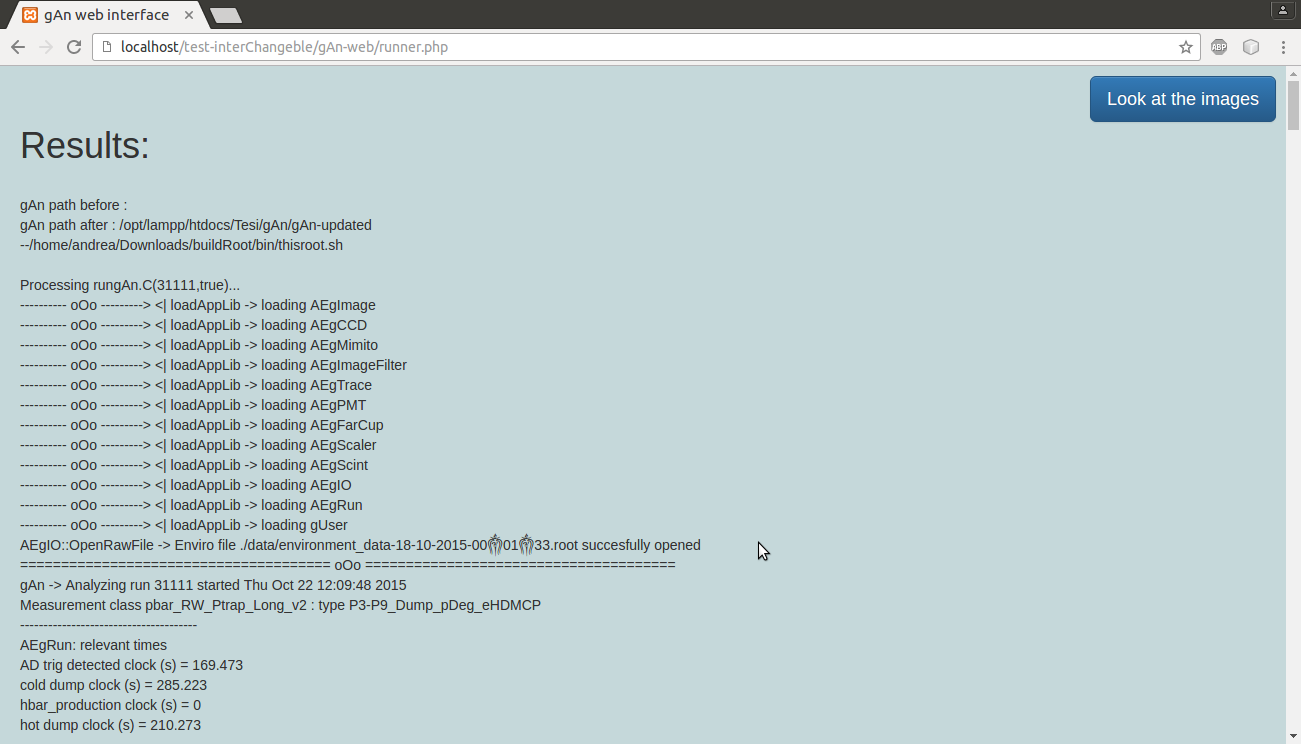 gAn web interface
localhost/test-interChangeble/gAn-web/runner.php
ABP
Look at the images
Results:
gAn path before :
gAn path after : /opt/lampp/htdocs/Tesi/gAn/gAn-updated
--/home/andrea/Downloads/buildRoot/bin/thisroot.sh
Processing rungAn.C(31111,true)...
---------- oOo ---------> <| loadAppLib -> loading AEgImage
---------- oOo ---------> <| loadAppLib -> loading AEgCCD
---------- oOo ---------> <| loadAppLib -> loading AEgMimito
---------- oOo ---------> <| loadAppLib -> loading AEgImageFilter
---------- oOo ---------> <| loadAppLib -> loading AEgTrace
---------- oOo ---------> <| loadAppLib -> loading AEgPMT
---------- oOo ---------> <| loadAppLib -> loading AEgFarCup
---------- oOo ---------> <| loadAppLib -> loading AEgScaler
---------- oOo ---------> <| loadAppLib -> loading AEgScint
---------- oOo ---------> <| loadAppLib -> loading AEgIO
---------- oOo ---------> <| loadAppLib -> loading AEgRun
---------- oOo ---------> <| loadAppLib -> loading gUser
AEgIO::OpenRawFile -> Enviro file ./data/environment_data-18-10-2015-00 01 33.root succesfully opened
===================================== oOo =====================================
gAn -> Analyzing run 31111 started Thu Oct 22 12:09:48 2015
Measurement class pbar_RW_Ptrap_Long_v2 : type P3-P9_Dump_pDeg_eHDMCP
--------------------------------------
AEgRun: relevant times
AD trig detected clock (s) = 169.473
cold dump clock (s) = 285.223
hbar_production clock (s) = 0
hot dump clock (s) = 210.273